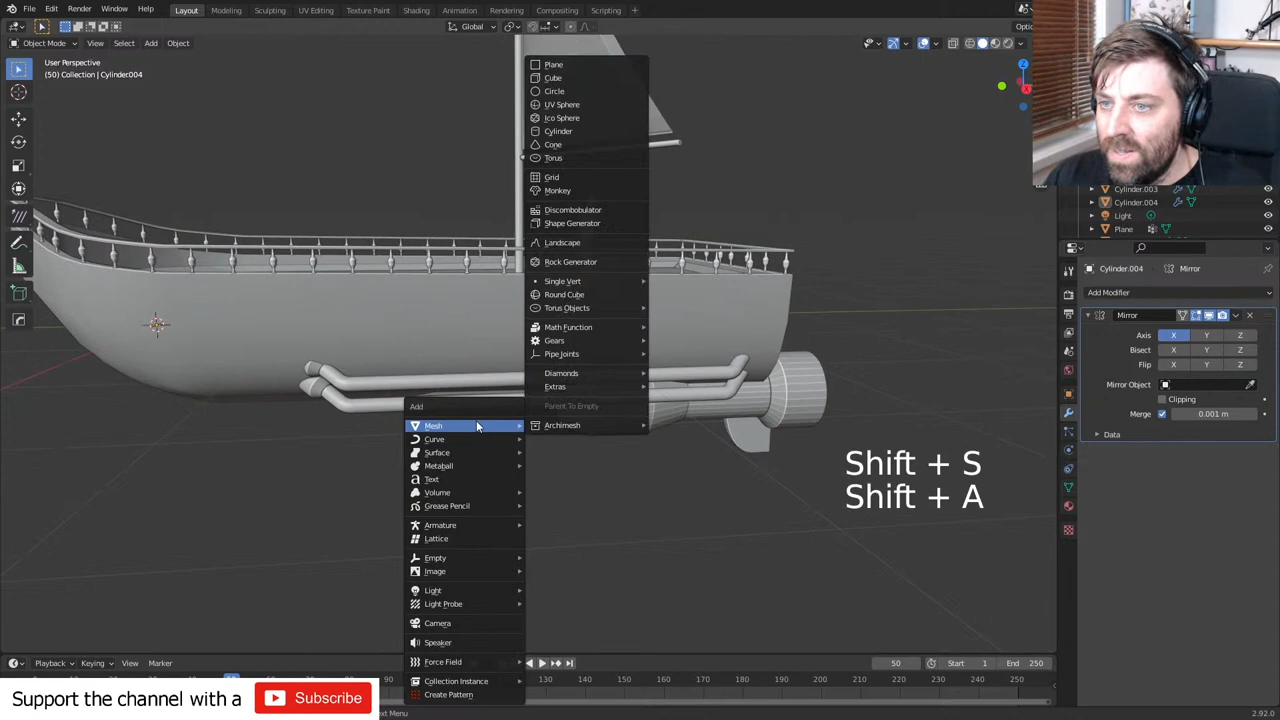 File Edit Render Window Help
Layout Modeling Sculpting UV Editing Texture Paint Shading Animation Rendering Compositing Scripting +
Global
Optio
Object Mode View Select Add Object
User Perspective
(50) Collection | Cylinder.004
Z
X
Plane
Cube
Circle
UV Sphere
Ico Sphere
Cylinder
Cone
Torus
Grid
Monkey
Discombobulator
Shape Generator
Landscape
Rock Generator
Single Vert
Round Cube
Torus Objects
Math Function
Gears
Pipe Joints
Diamonds
Extras
Parent To Empty
Archimesh
Add
Mesh
Curve
Surface
Metaball
Text
Volume
Grease Pencil
Armature
Lattice
Empty
Image
Light
Light Probe
Camera
Speaker
Force Field
Collection Instance
Create Pattern
Shift + S
Shift + A
Cylinder.003
Cylinder.004
Light
Plane
Cylinder.004 Mirror
Add Modifier
Mirror
Axis X Y Z
Bisect X Y Z
Flip X Y Z
Mirror Object
Clipping
Merge 0.001 m
Data
Playback Keying View Marker
50 Start 1 End 250
50
130 140 150 160 170 180 190 200 210 220 230 240 250
Support the channel with a Subscribe
2.92.0